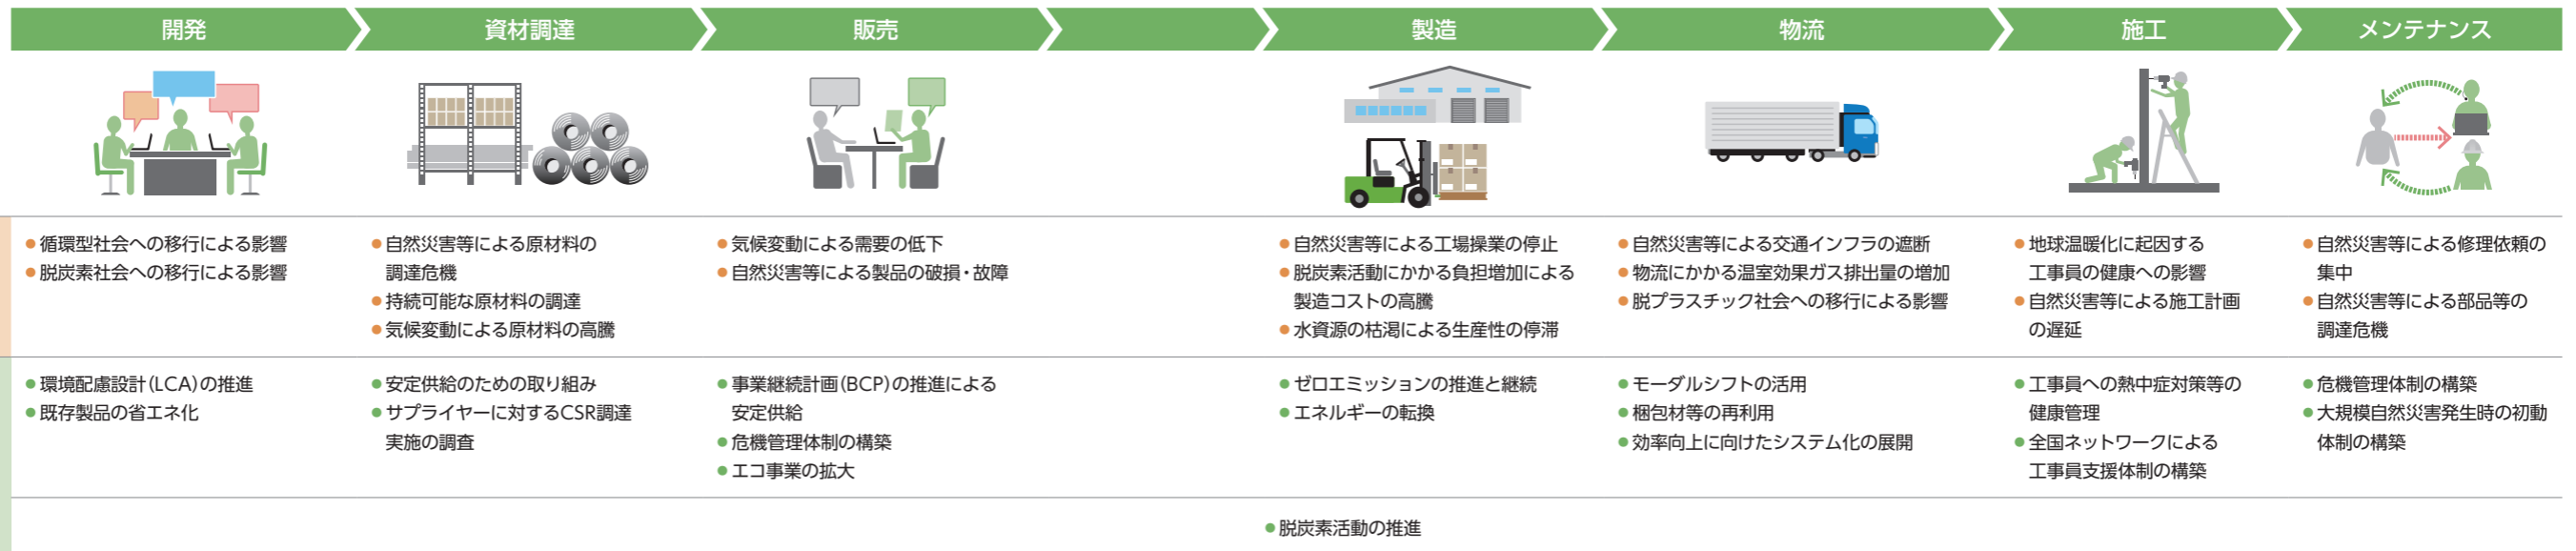 開発
資材調達
販売
製造
物流
施工
メンテナンス
●循環型社会への移行による影響
●脱炭素社会への移行による影響
●自然災害等による原材料の
調達危機
●持続可能な原材料の調達
●気候変動による原材料の高騰
●気候変動による需要の低下
●自然災害等による製品の破損・故障
●自然災害等による工場操業の停止
●脱炭素活動にかかる負担増加による
製造コストの高騰
●水資源の枯渇による生産性の停滞
●自然災害等による交通インフラの遮断
●物流にかかる温室効果ガス排出量の増加
●脱プラスチック社会への移行による影響
●地球温暖化に起因する
工事員の健康への影響
●自然災害等による施工計画
の遅延
●自然災害等による修理依頼の
集中
●自然災害等による部品等の
調達危機
●環境配慮設計(LCA)の推進
●既存製品の省エネ化
●安定供給のための取り組み
●サプライヤーに対するCSR調達
実施の調査
●事業継続計画(BCP)の推進による
安定供給
●危機管理体制の構築
●エコ事業の拡大
●ゼロエミッションの推進と継続
●エネルギーの転換
●モーダルシフトの活用
●梱包材等の再利用
●効率向上に向けたシステム化の展開
●工事員への熱中症対策等の
健康管理
●全国ネットワークによる
工事員支援体制の構築
●危機管理体制の構築
●大規模自然災害発生時の初動
体制の構築
●脱炭素活動の推進